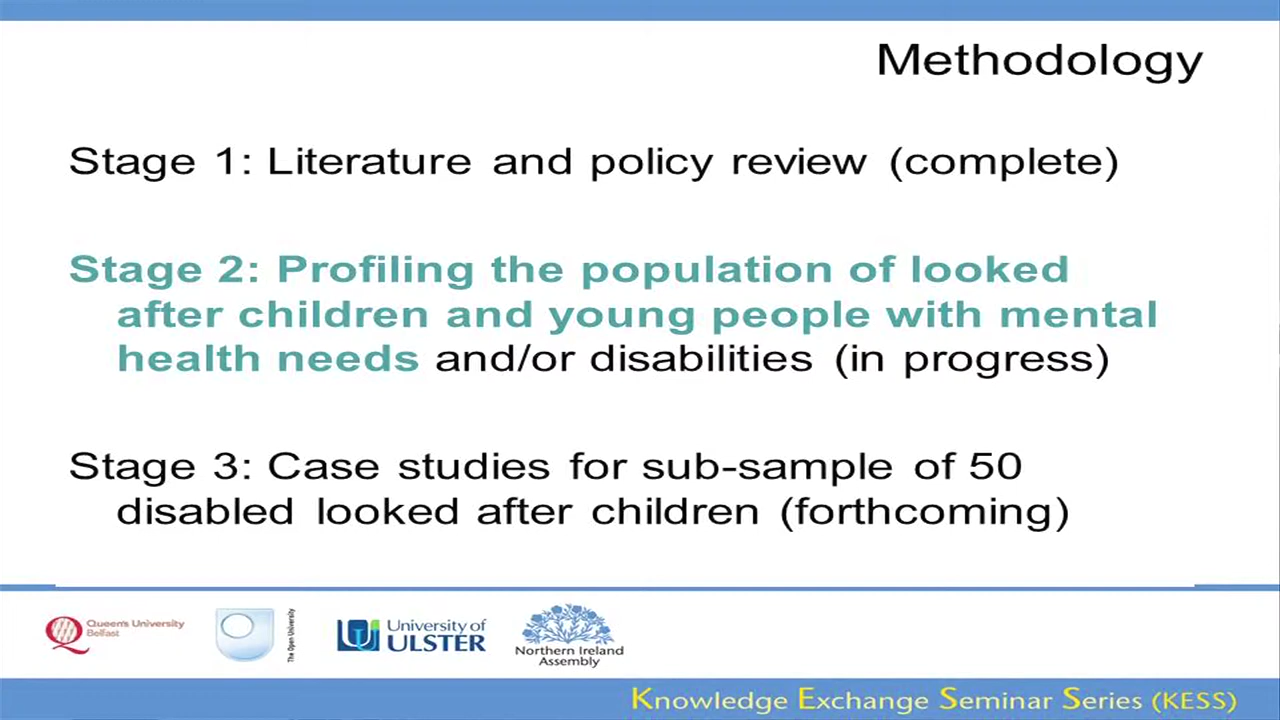 Methodology
Stage 1: Literature and policy review (complete)
Stage 2: Profiling the population of looked
after children and young people with mental
health needs and/or disabilities (in progress)
Stage 3: Case studies for sub-sample of 50
disabled looked after children (forthcoming)
Queen's University
Belfast
The Open University
University of
ULSTER
Northern Ireland
Assembly
Knowledge Exchange Seminar Series (KESS)